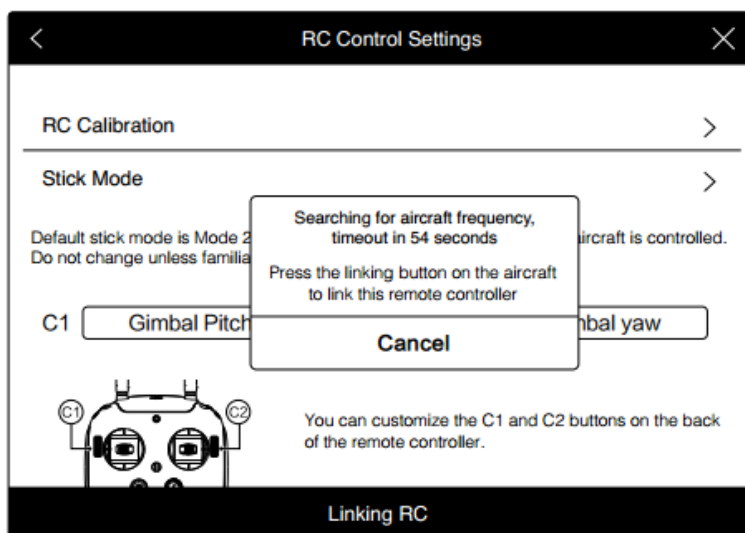 RC Control Settings
RC Calibration
Stick Mode
Searching for aircraft frequency,
timeout in 54 seconds
Default stick mode is Mode 2
ircraft is controlled.
Do not change unless familia
Press the linking button on the aircraft
to link this remote controller
C1 Gimbal Pitch
nbal yaw
Cancel
C1
C2
You can customize the C1 and C2 buttons on the back
of the remote controller.
Linking RC